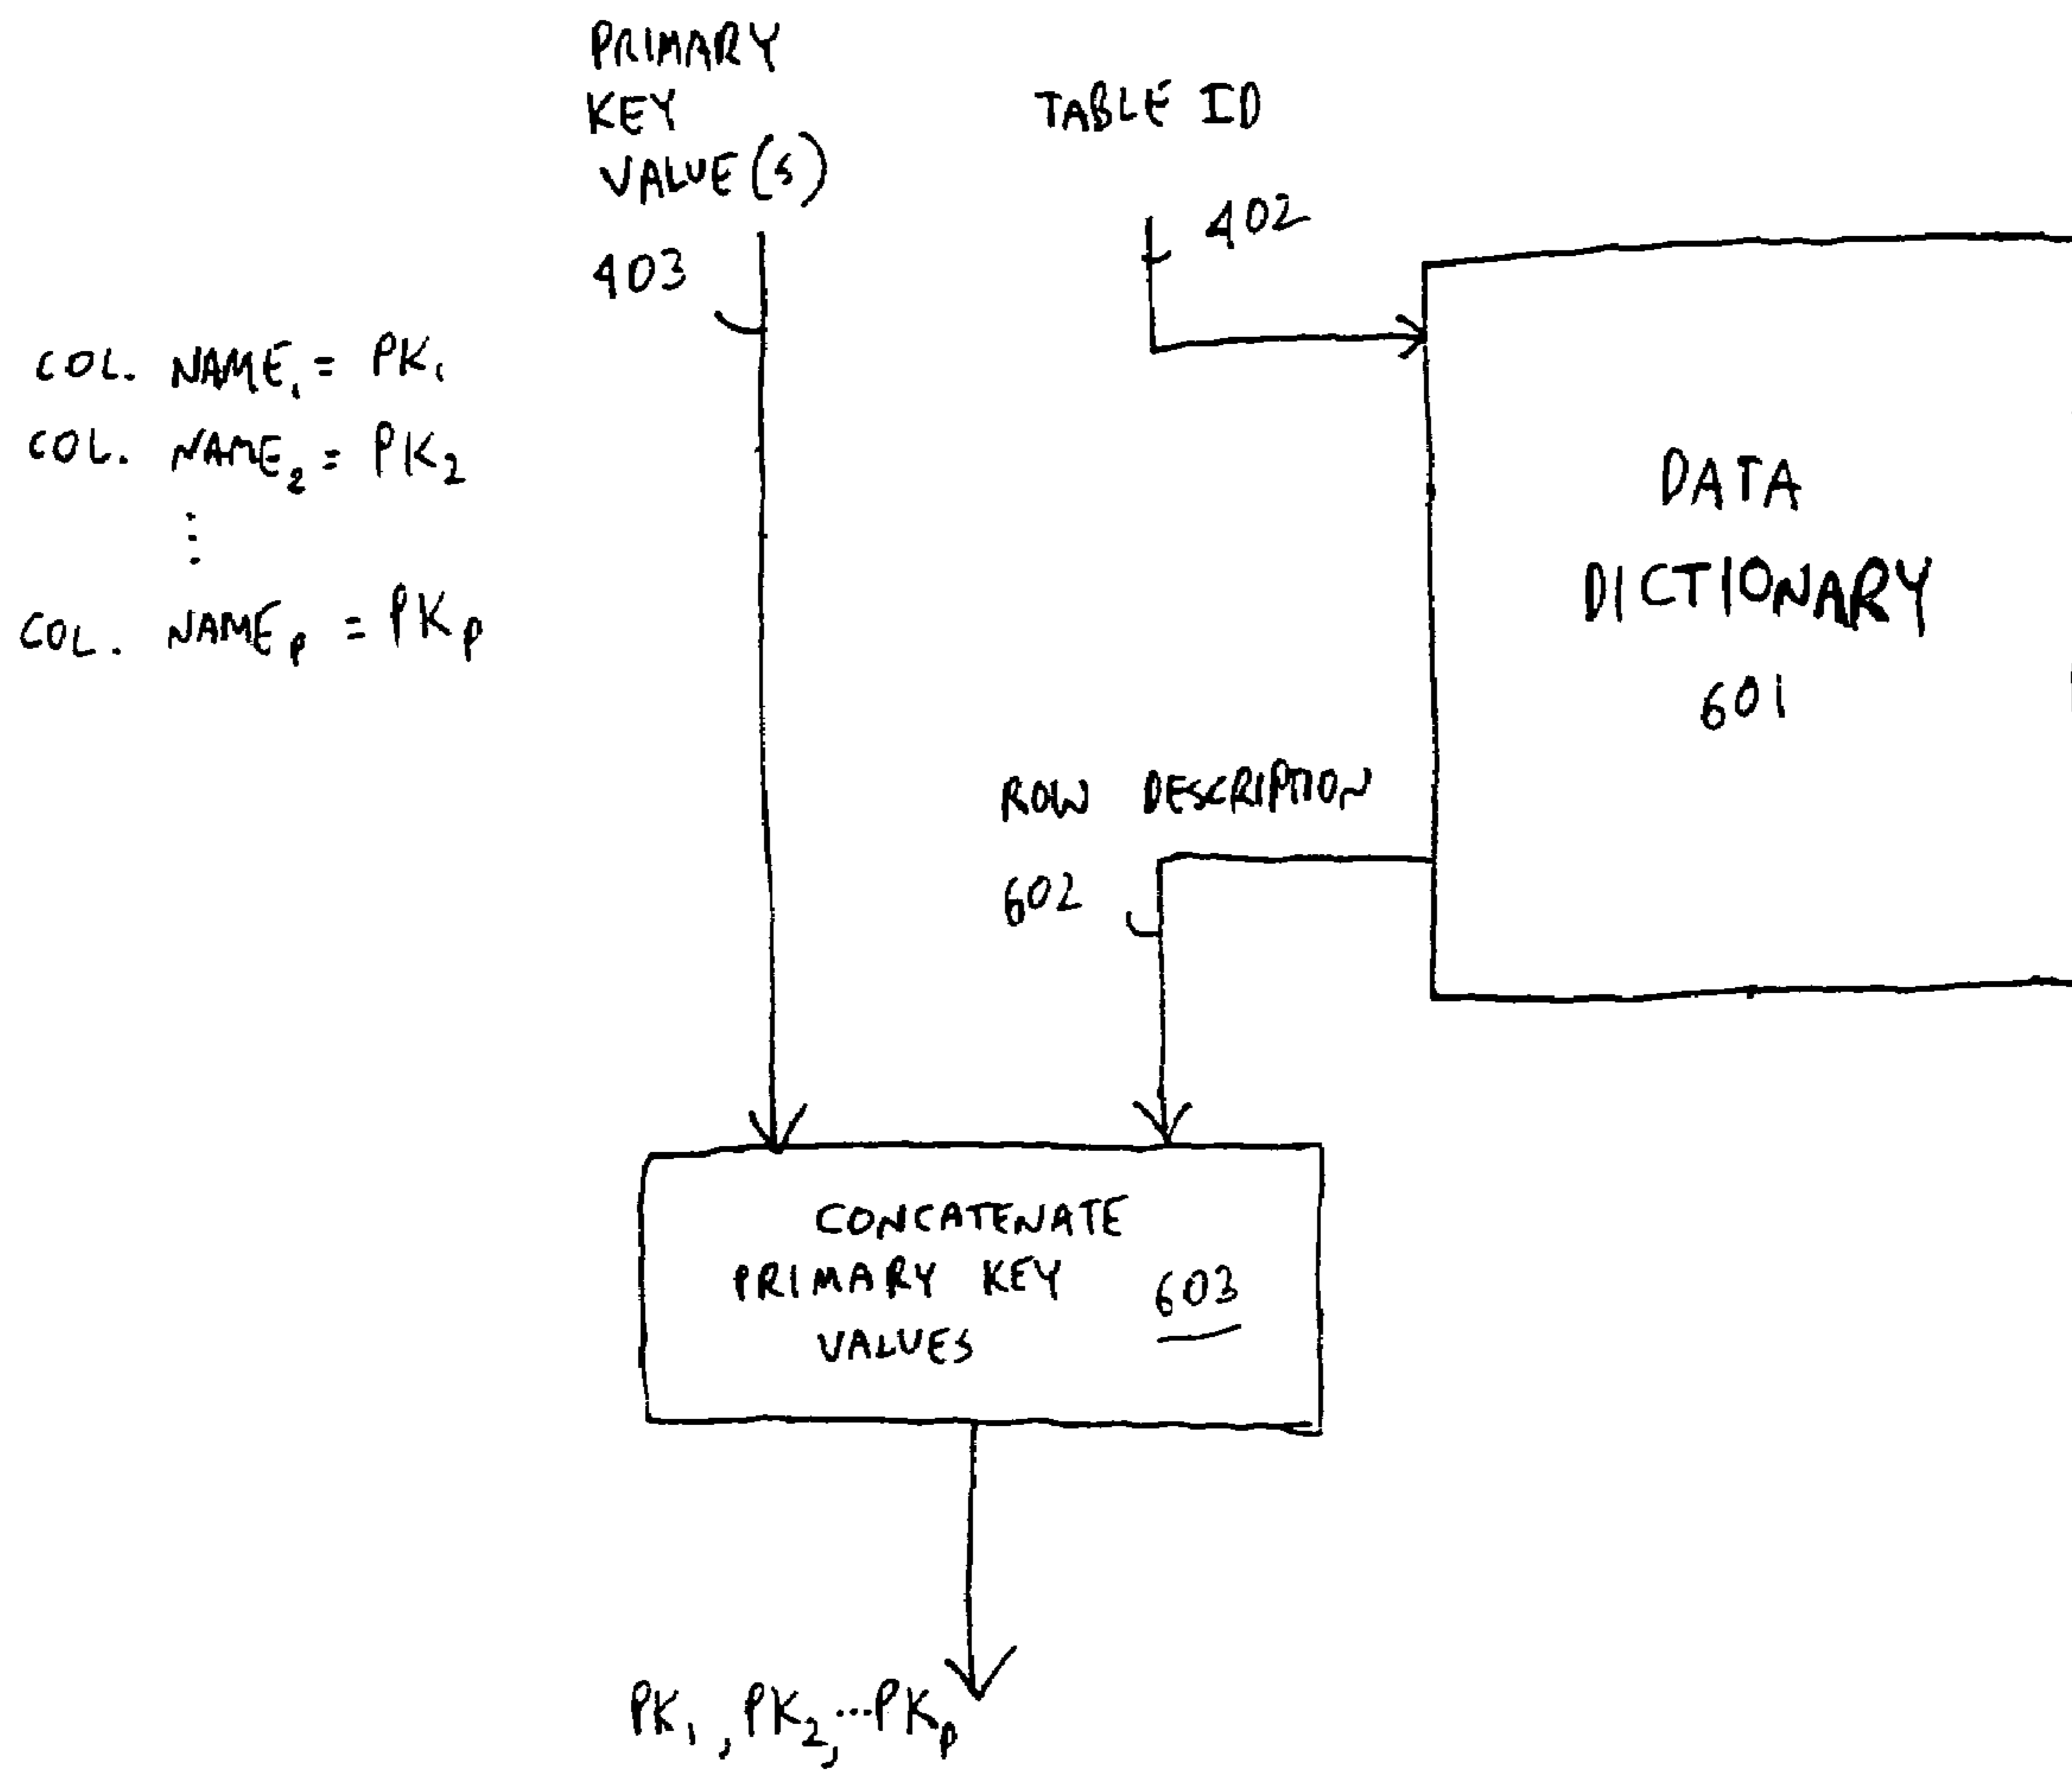 PRIMARY
KEY
VALUE(S)
403
TABLE ID
402
COL. NAME₁ = PK₁
COL. NAME₂ = PK₂
⋮
COL. NAMEₚ = PKₚ
DATA
DICTIONARY
601
ROW DESCRIPTION
602
CONCATENATE
PRIMARY KEY
VALUES
603
PK₁, PK₂, ...PKₚ